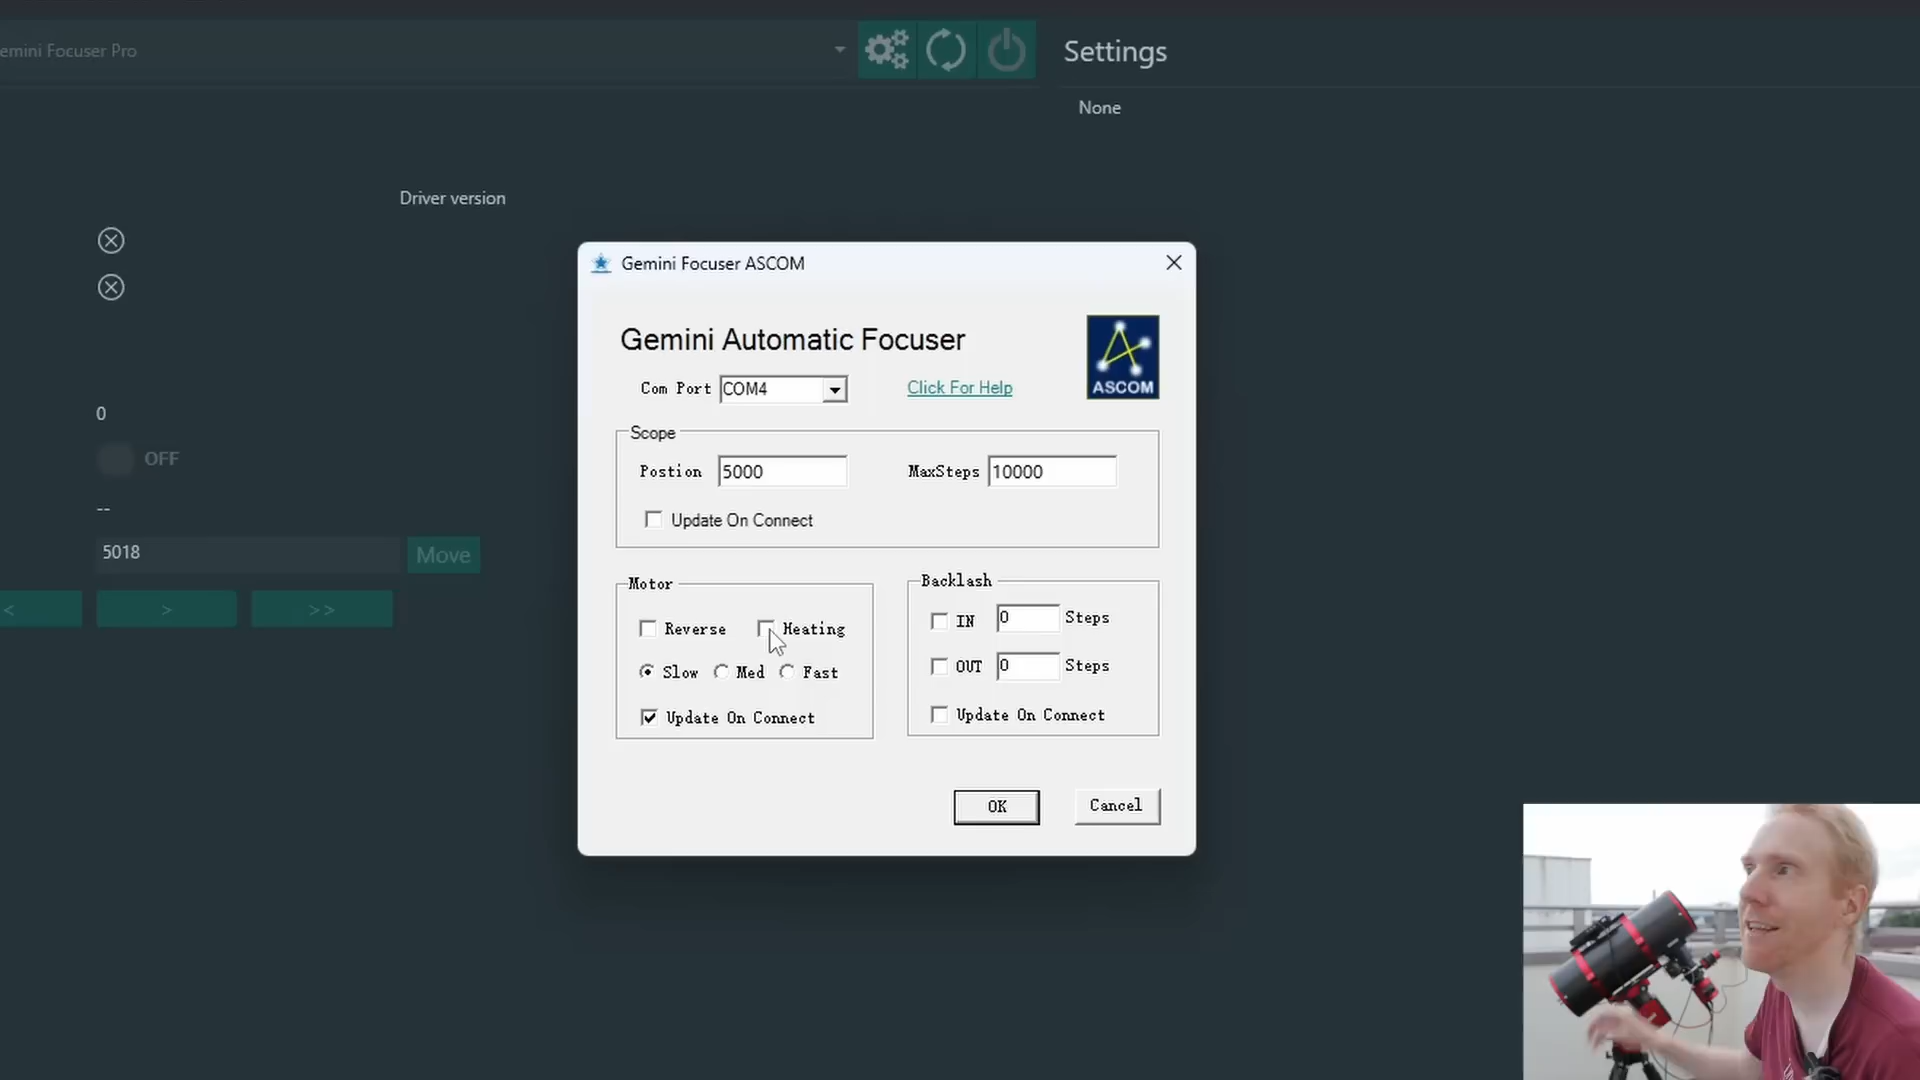 emini Focuser Pro
Settings
None
Driver version
Gemini Focuser ASCOM
Gemini Automatic Focuser
ASCOM
Com Port COM4
Click For Help
Scope
Postion 5000
MaxSteps 10000
Update On Connect
0
OFF
--
5018
Move
<
>
>>
Motor
Reverse
Heating
Slow
Med
Fast
Update On Connect
Backlash
IN 0 Steps
OUT 0 Steps
Update On Connect
OK
Cancel